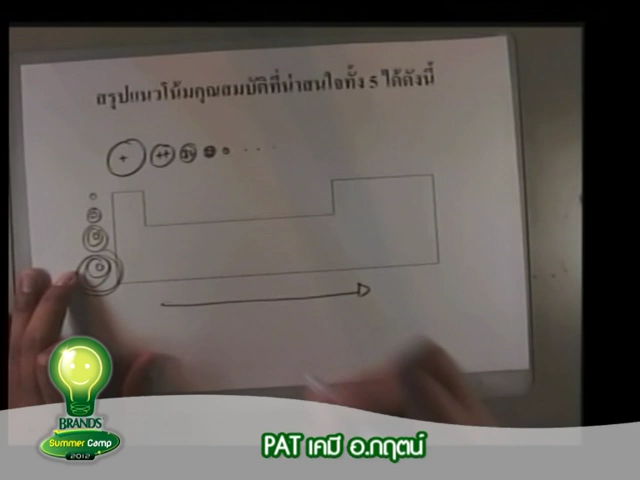 สรุปแนวโน้มคุณสมบัติที่น่าสนใจทั้ง 5 ได้ดังนี้
+ ++
BRAND'S
Summer Camp
2012
PAT เคมี อ.กฤตน์